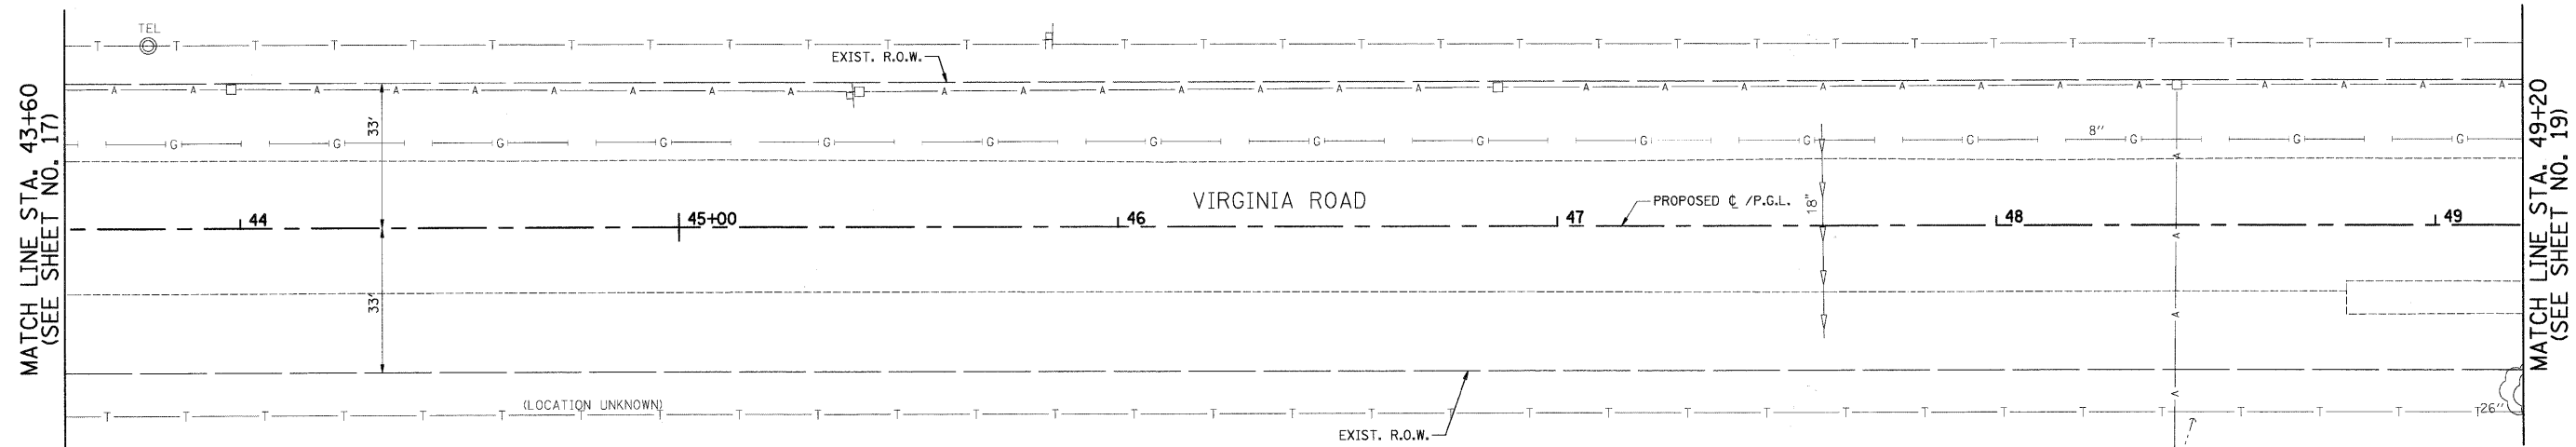 TEL
T T T T T T T T T T T T T T T T T T T
EXIST. R.O.W.
A A A A A A A A A A A A A A A A A A A A A A A A A A A A
33'
G G G G G G G G G G G G G G G
8"
MATCH LINE STA. 43+60
(SEE SHEET NO. 17)
VIRGINIA ROAD
PROPOSED ℄ /P.G.L.
18"
44 45+00 46 47 48 49
MATCH LINE STA. 49+20
(SEE SHEET NO. 19)
A
A
A
A
33'
(LOCATION UNKNOWN)
T T T T T T T T T T T T T T T T T T
26"
EXIST. R.O.W.